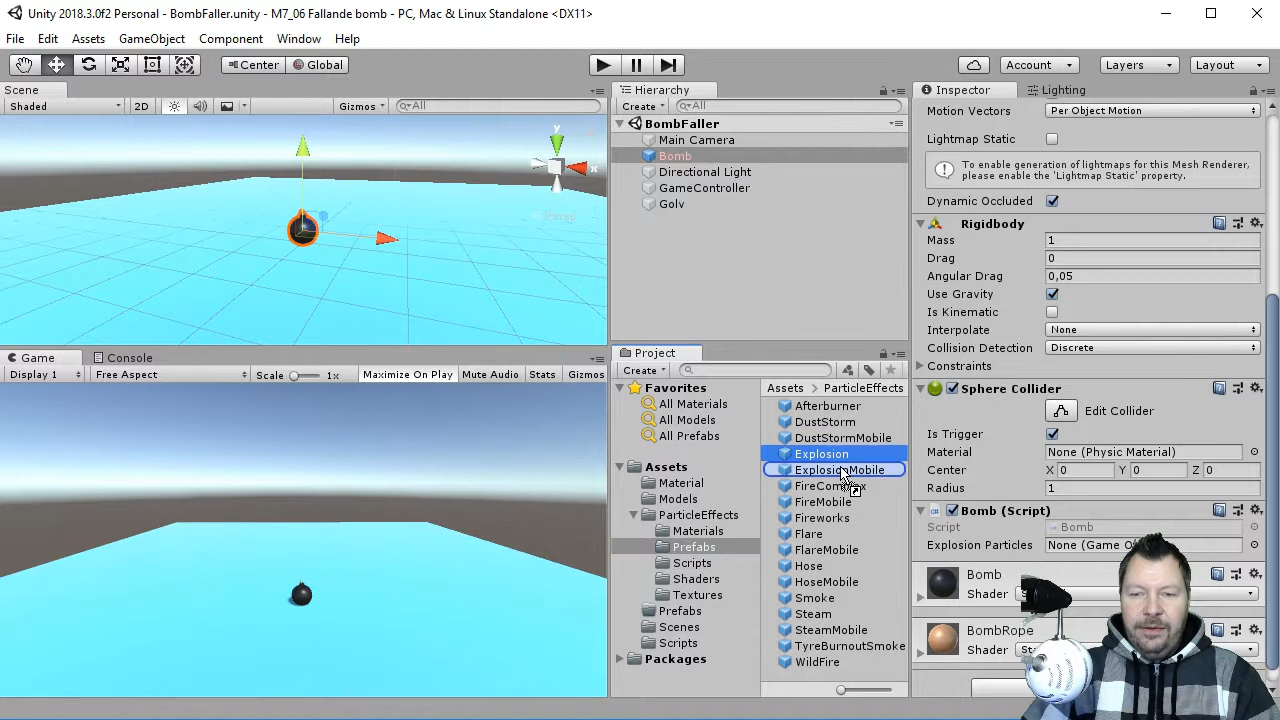 Unity 2018.3.0f2 Personal - BombFaller.unity - M7_06 Fallande bomb - PC, Mac & Linux Standalone <DX11>
File Edit Assets GameObject Component Window Help
Center Global Account Layers Layout
Scene
Shaded 2D Gizmos All
y
x
Persp
Game Console
Display 1 Free Aspect Scale 1x Maximize On Play Mute Audio Stats Gizmos
Hierarchy
Create All
BombFaller
Main Camera
Bomb
Directional Light
GameController
Golv
Project
Create
Favorites
All Materials
All Models
All Prefabs
Assets
Material
Models
ParticleEffects
Materials
Prefabs
Scripts
Shaders
Textures
Prefabs
Scenes
Scripts
Packages
Assets ParticleEffects
Afterburner
DustStorm
DustStormMobile
Explosion
ExplosionMobile
FireComplex
FireMobile
Fireworks
Flare
FlareMobile
Hose
HoseMobile
Smoke
Steam
SteamMobile
TyreBurnoutSmoke
WildFire
Inspector Lighting
Motion Vectors Per Object Motion
Lightmap Static
To enable generation of lightmaps for this Mesh Renderer,
please enable the 'Lightmap Static' property.
Dynamic Occluded
Rigidbody
Mass 1
Drag 0
Angular Drag 0,05
Use Gravity
Is Kinematic
Interpolate None
Collision Detection Discrete
Constraints
Sphere Collider
Edit Collider
Is Trigger
Material None (Physic Material)
Center X 0 Y 0 Z 0
Radius 1
Bomb (Script)
Script Bomb
Explosion Particles None (Game
Bomb
Shader
BombRope
Shader